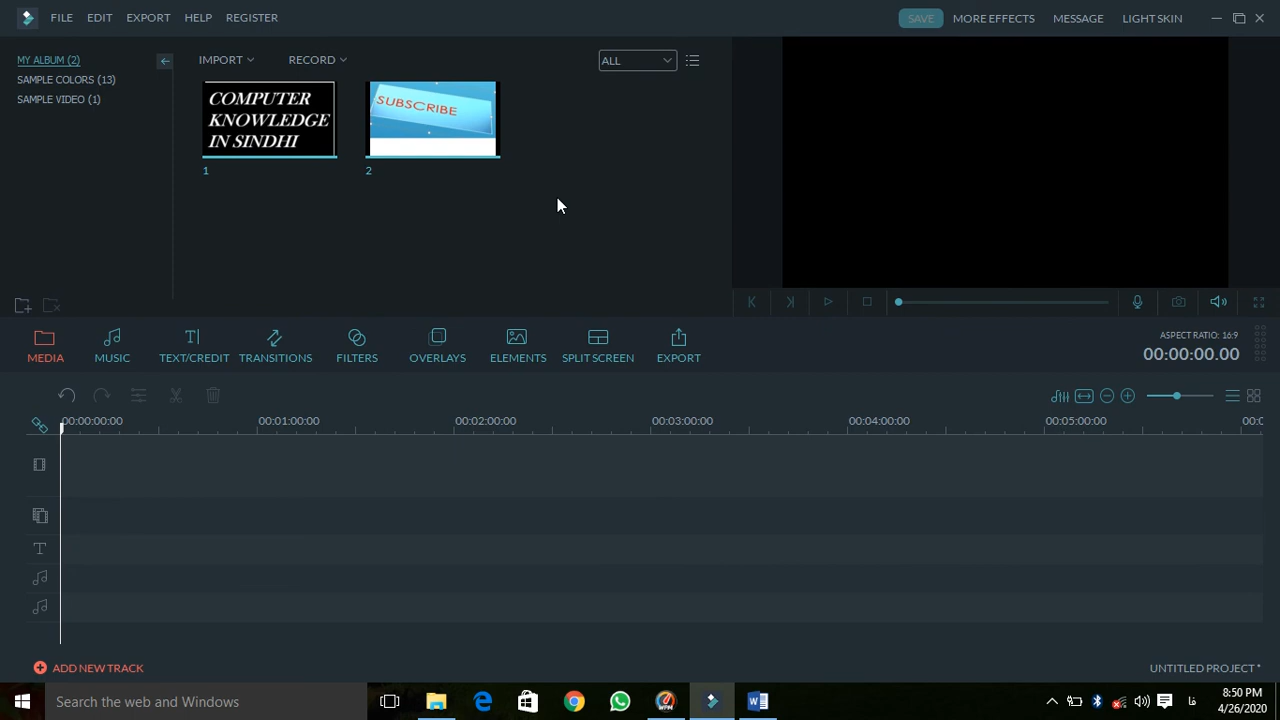 FILE EDIT EXPORT HELP REGISTER SAVE MORE EFFECTS MESSAGE LIGHT SKIN
MY ALBUM (2)
SAMPLE COLORS (13)
SAMPLE VIDEO (1)
IMPORT RECORD ALL
COMPUTER
KNOWLEDGE
IN SINDHI
SUBSCRIBE
1 2
MEDIA MUSIC TEXT/CREDIT TRANSITIONS FILTERS OVERLAYS ELEMENTS SPLIT SCREEN EXPORT
ASPECT RATIO: 16:9
00:00:00.00
00:00:00:00 00:01:00:00 00:02:00:00 00:03:00:00 00:04:00:00 00:05:00:00
ADD NEW TRACK UNTITLED PROJECT *
Search the web and Windows
WPM
فا
8:50 PM
4/26/2020